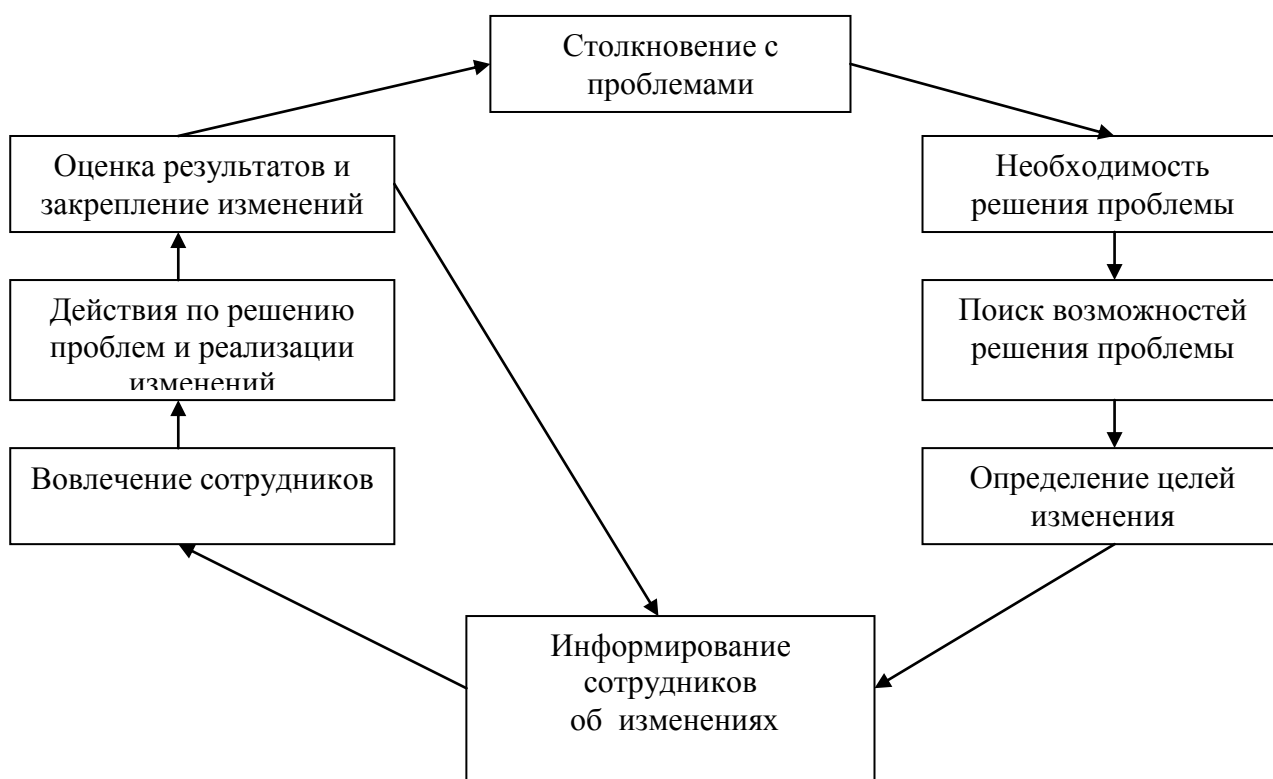 Столкновение с
проблемами
Оценка результатов и
закрепление изменений
Необходимость
решения проблемы
Действия по решению
проблем и реализации
изменений
Поиск возможностей
решения проблемы
Вовлечение сотрудников
Определение целей
изменения
Информирование
сотрудников
об изменениях